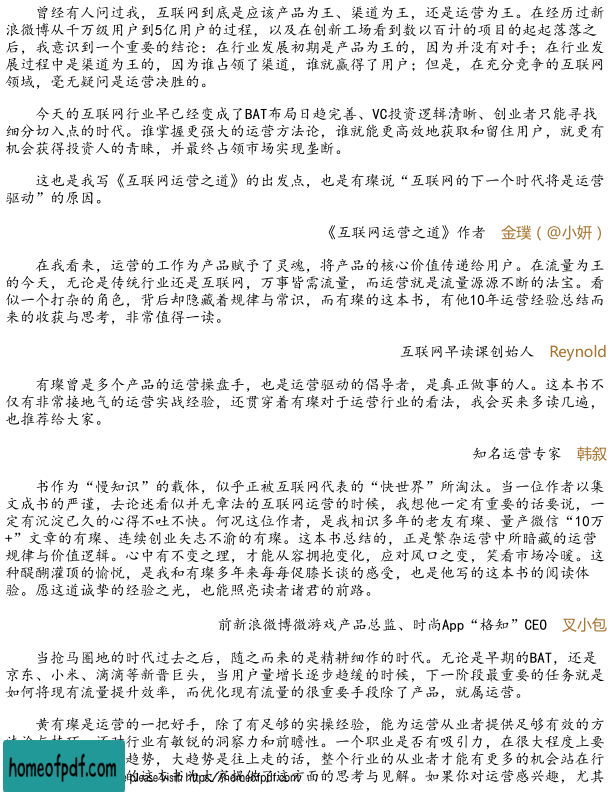 曾经有人问过我，互联网到底是应该产品为王、渠道为王，还是运营为王。在经历过新
浪微博从千万级用户到5亿用户的过程，以及在创新工场看到数以百计的项目的起起落落之
后，我意识到一个重要的结论：在行业发展初期是产品为王的，因为并没有对手；在行业发
展过程中是渠道为王的，因为谁占领了渠道，谁就赢得了用户；但是，在充分竞争的互联网
领域，毫无疑问是运营决胜的。
今天的互联网行业早已经变成了BAT布局日趋完善、VC投资逻辑清晰、创业者只能寻找
细分切入点的时代。谁掌握更强大的运营方法论，谁就能更高效地获取和留住用户，就更有
机会获得投资人的青睐，并最终占领市场实现垄断。
这也是我写《互联网运营之道》的出发点，也是有璨说“互联网的下一个时代将是运营
驱动”的原因。
《互联网运营之道》作者 金璞（@小妍）
在我看来，运营的工作为产品赋予了灵魂，将产品的核心价值传递给用户。在流量为王
的今天，无论是传统行业还是互联网，万事皆需流量，而运营就是流量源源不断的法宝。看
似一个打杂的角色，背后却隐藏着规律与常识，而有璨的这本书，有他10年运营经验总结而
来的收获与思考，非常值得一读。
互联网早读课创始人 Reynold
有璨曾是多个产品的运营操盘手，也是运营驱动的倡导者，是真正做事的人。这本书不
仅有非常接地气的运营实战经验，还贯穿着有璨对于运营行业的看法，我会买来多读几遍，
也推荐给大家。
知名运营专家 韩叙
书作为“慢知识”的载体，似乎正被互联网代表的“快世界”所淘汰。当一位作者以集
文成书的严谨，去论述看似并无章法的互联网运营的时候，我想他一定有重要的话要说，一
定有沉淀已久的心得不吐不快。何况这位作者，是我相识多年的老友有璨、量产微信“10万
+”文章的有璨、连续创业矢志不渝的有璨。这本书总结的，正是繁杂运营中所暗藏的运营
规律与价值逻辑。心中有不变之理，才能从容拥抱变化，应对风口之变，笑看市场冷暖。这
种醍醐灌顶的愉悦，是我和有璨多年来每每促膝长谈的感受，也是他写的这本书的阅读体
验。愿这道诚挚的经验之光，也能照亮读者诸君的前路。
前新浪微博微游戏产品总监、时尚App“格知”CEO 叉小包
当抢马圈地的时代过去之后，随之而来的是精耕细作的时代。无论是早期的BAT，还是
京东、小米、滴滴等新晋巨头，当用户量增长逐步趋缓的时候，下一阶段最重要的任务就是
如何将现有流量提升效率，而优化现有流量的很重要手段除了产品，就属运营。
黄有璨是运营的一把好手，除了有足够的实操经验，能为运营从业者提供足够有效的方
行业有敏锐的洞察力和前瞻性。一个职业是否有吸引力，在很大程度上要
趋势，大趋势是往上走的话，整个行业的从业者才能有更多的机会站在行
homeofpdf.com
please visit: https://homeofpdf.com
的思考与见解。如果你对运营感兴趣，尤其